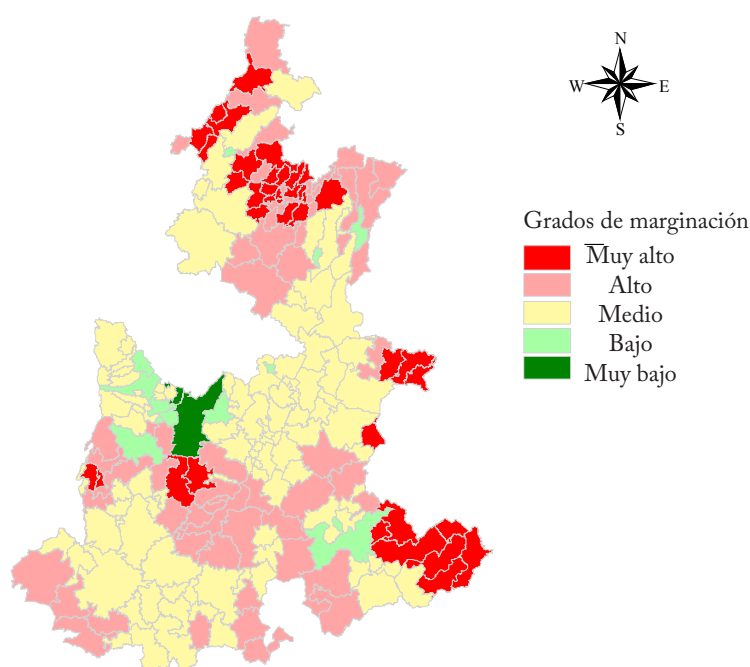 N
W E
S
Grados de marginación
Muy alto
Alto
Medio
Bajo
Muy bajo